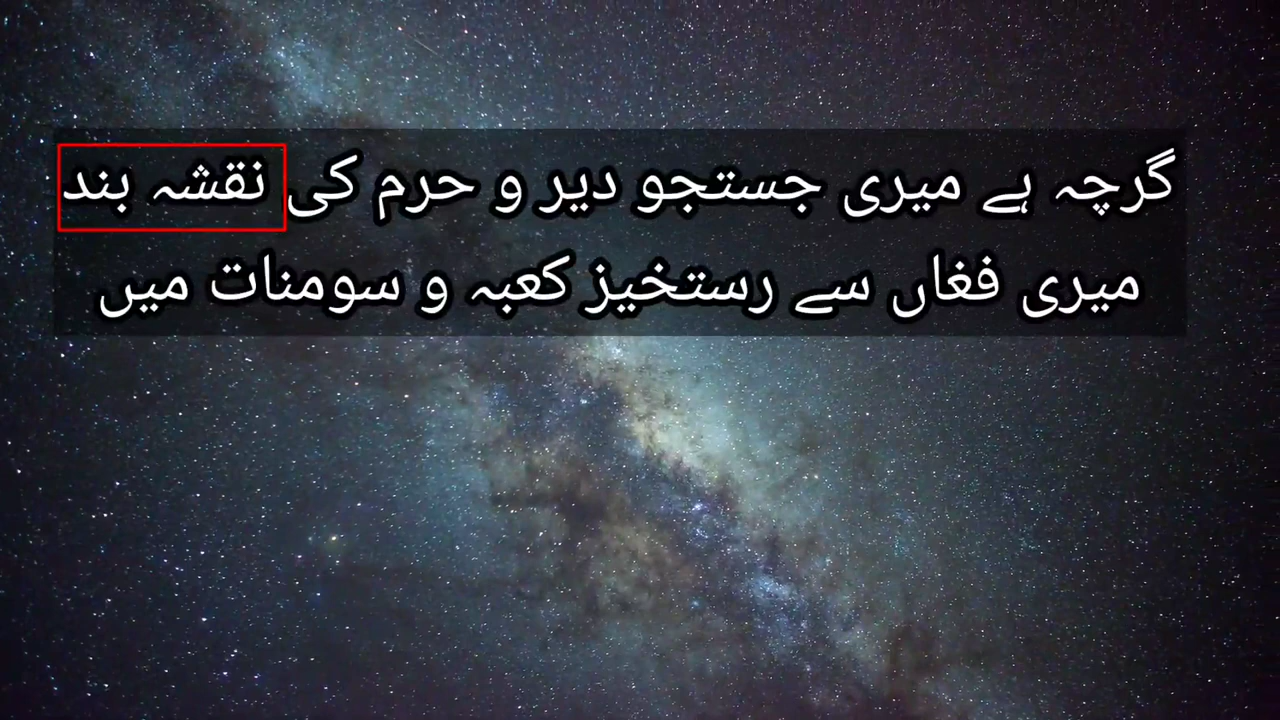 گرچہ ہے میری جستجو دیر و حرم کی نقشہ بند
میری فغاں سے رستخیز کعبہ و سومنات میں